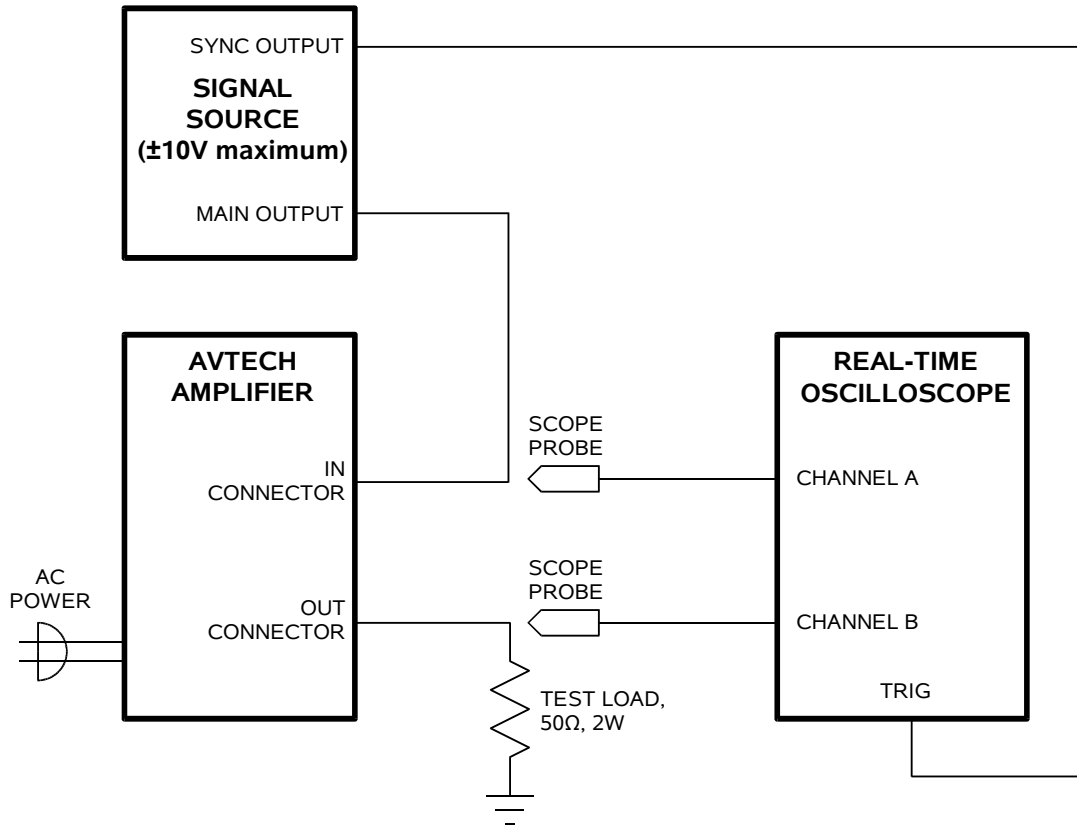 SYNC OUTPUT
SIGNAL
SOURCE
(±10V maximum)
MAIN OUTPUT
AVTECH
AMPLIFIER
IN
CONNECTOR
OUT
CONNECTOR
AC
POWER
SCOPE
PROBE
SCOPE
PROBE
TEST LOAD,
50Ω, 2W
REAL-TIME
OSCILLOSCOPE
CHANNEL A
CHANNEL B
TRIG